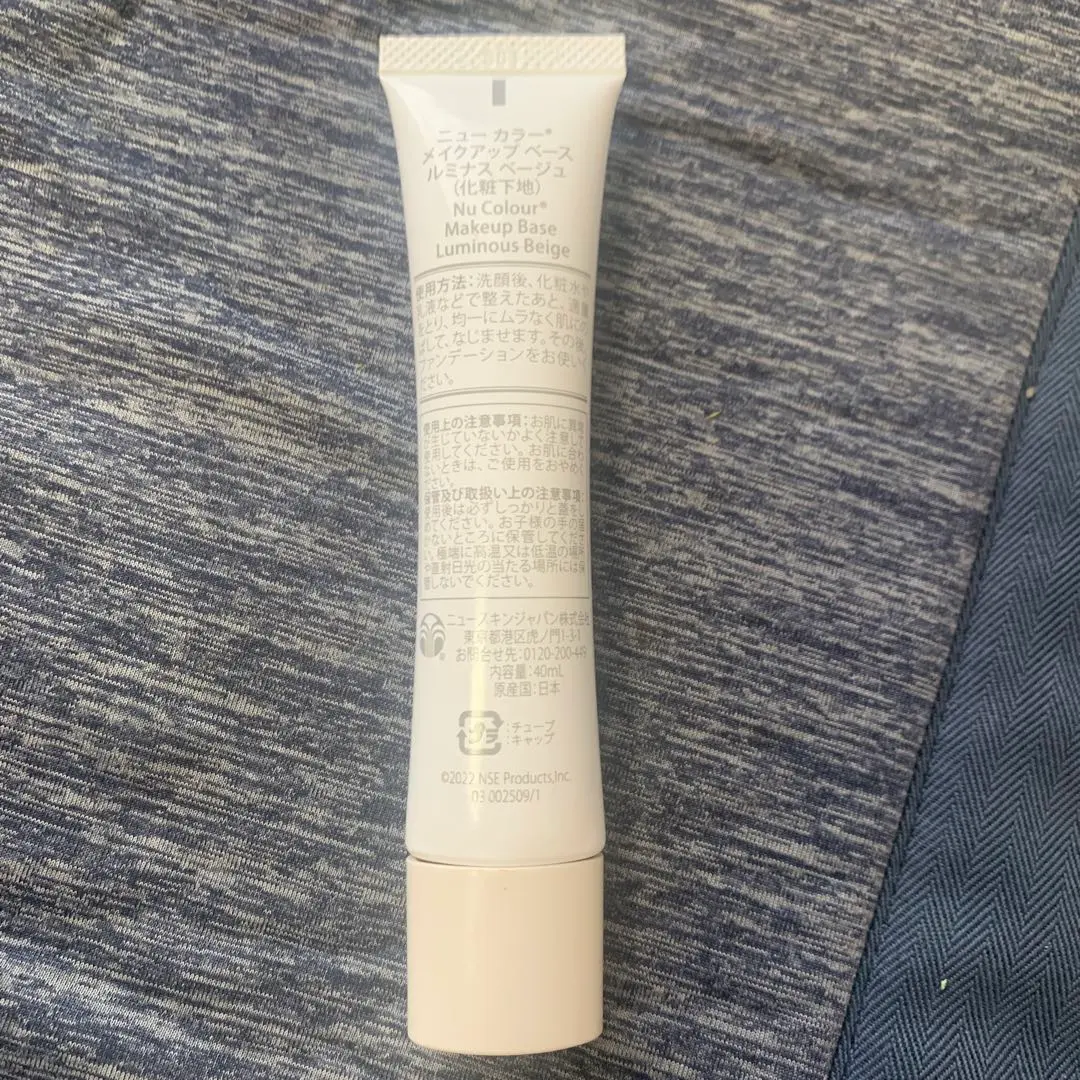 ニュー カラー®
メイクアップ ベース
ルミナス ベージュ
(化粧下地)
Nu Colour®
Makeup Base
Luminous Beige
使用方法：洗顔後、化粧水や
乳液などで整えたあと、適量
をとり、均一にムラなく肌にの
ばして、なじませます。その後
ファンデーションをお使いく
ださい。
使用上の注意事項：お肌に異常
が生じていないかよく注意して
使用してください。お肌に合わ
ないときは、ご使用をおやめく
ださい。
保管及び取扱い上の注意事項：
使用後は必ずしっかりと蓋をし
めてください。お子様の手の届
かないところに保管してくださ
い。極端に高温又は低温の場所
や直射日光の当たる場所には保
管しないでください。
ニュースキンジャパン株式会社
東京都港区虎ノ門1-3-1
お問合せ先：0120-200-449
内容量：40mL
原産国：日本
プラ
：チューブ
：キャップ
©2022 NSE Products,Inc.
03 002509/1